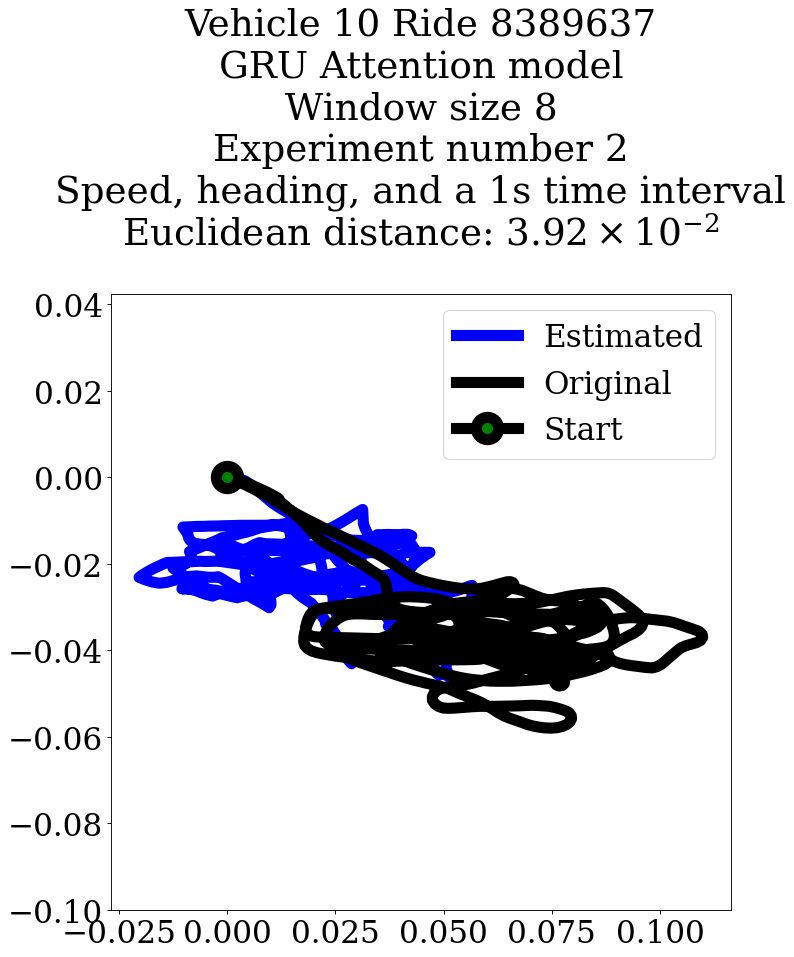 Vehicle 10 Ride 8389637
GRU Attention model
Window size 8
Experiment number 2
Speed, heading, and a 1s time interval
Euclidean distance: 3.92 × 10⁻²
0.04
0.02
0.00
−0.02
−0.04
−0.06
−0.08
−0.10
Estimated
Original
Start
−0.025 0.000 0.025 0.050 0.075 0.100